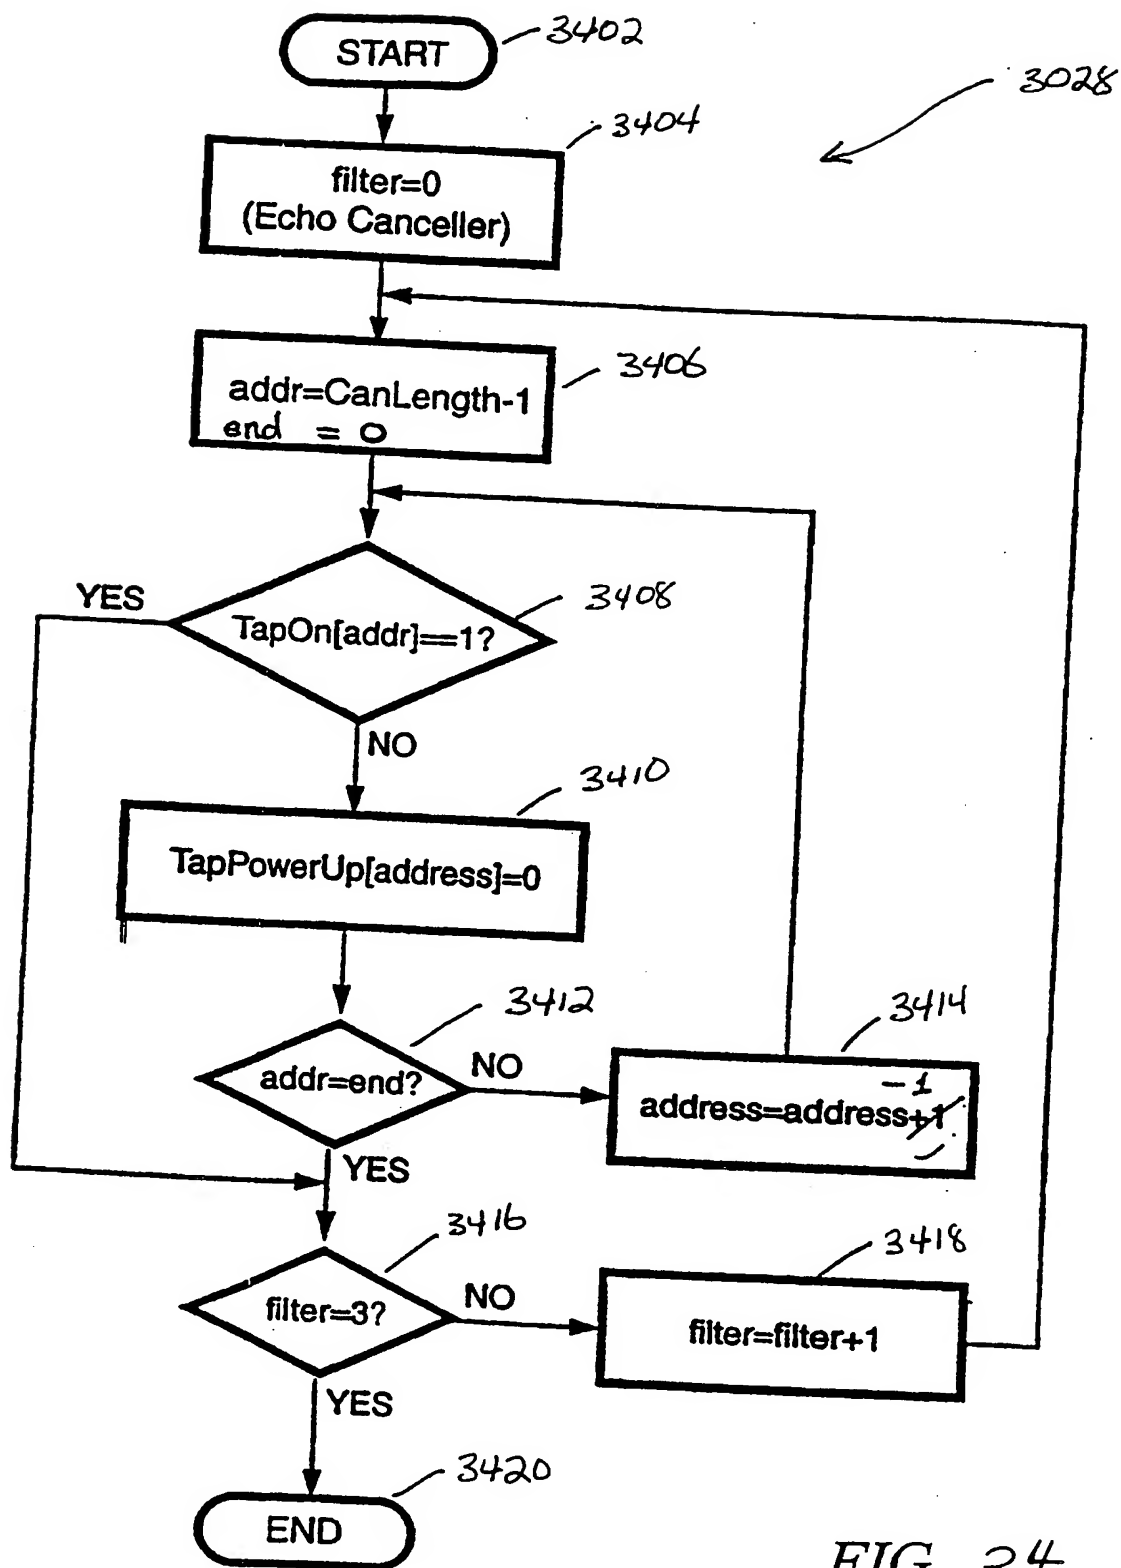 START
3402
3028
3404
filter=0
(Echo Canceller)
3406
addr=CanLength-1
end = 0
YES
TapOn[addr]==1?
3408
NO
3410
TapPowerUp[address]=0
3412
addr=end?
NO
3414
-1
address=address+1
YES
3416
filter=3?
NO
3418
filter=filter+1
YES
3420
END
FIG. 24